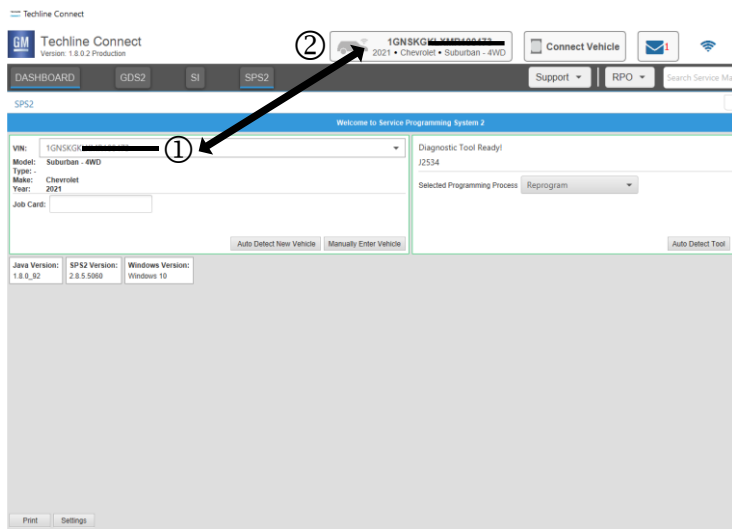 Techline Connect
GM
Techline Connect
Version: 1.8.0.2 Production
②
2021 • Chevrolet • Suburban - 4WD
Connect Vehicle
1
DASHBOARD GDS2 SI SPS2
Support
RPO
Search Service Ma
SPS2
Welcome to Service Programming System 2
VIN: 1GNSKGK
①
Model: Suburban - 4WD
Type: -
Make: Chevrolet
Year: 2021
Job Card:
Auto Detect New Vehicle
Manually Enter Vehicle
Diagnostic Tool Ready!
J2534
Selected Programming Process Reprogram
Auto Detect Tool
Java Version:
1.8.0_92
SPS2 Version:
2.8.5.5060
Windows Version:
Windows 10
Print
Settings